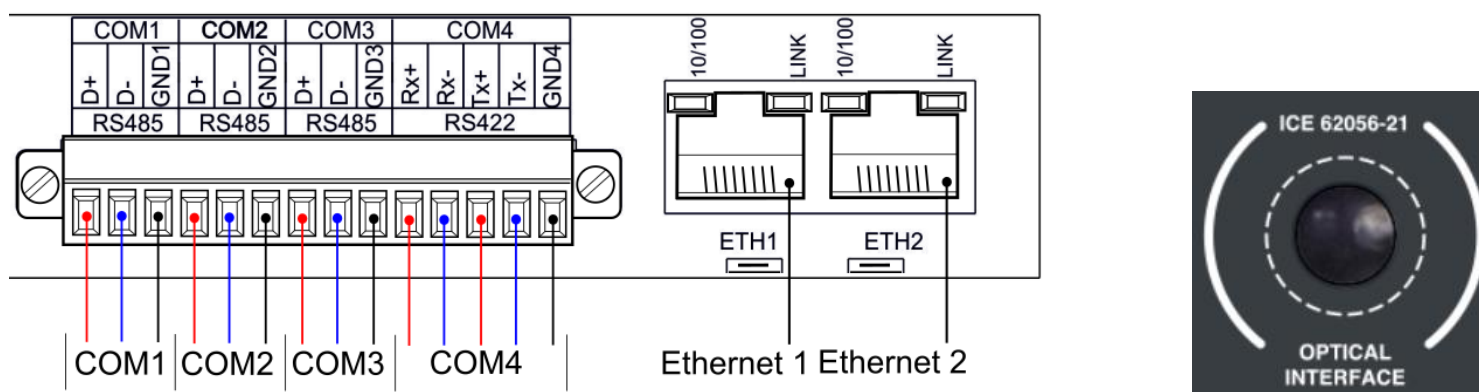 COM1 COM2 COM3 COM4
D+ D- GND1 D+ D- GND2 D+ D- GND3 Rx+ Rx- Tx+ Tx- GND4
RS485 RS485 RS485 RS422
10/100 LINK 10/100 LINK
ETH1 ETH2
COM1 COM2 COM3 COM4 Ethernet 1 Ethernet 2
ICE 62056-21
OPTICAL
INTERFACE